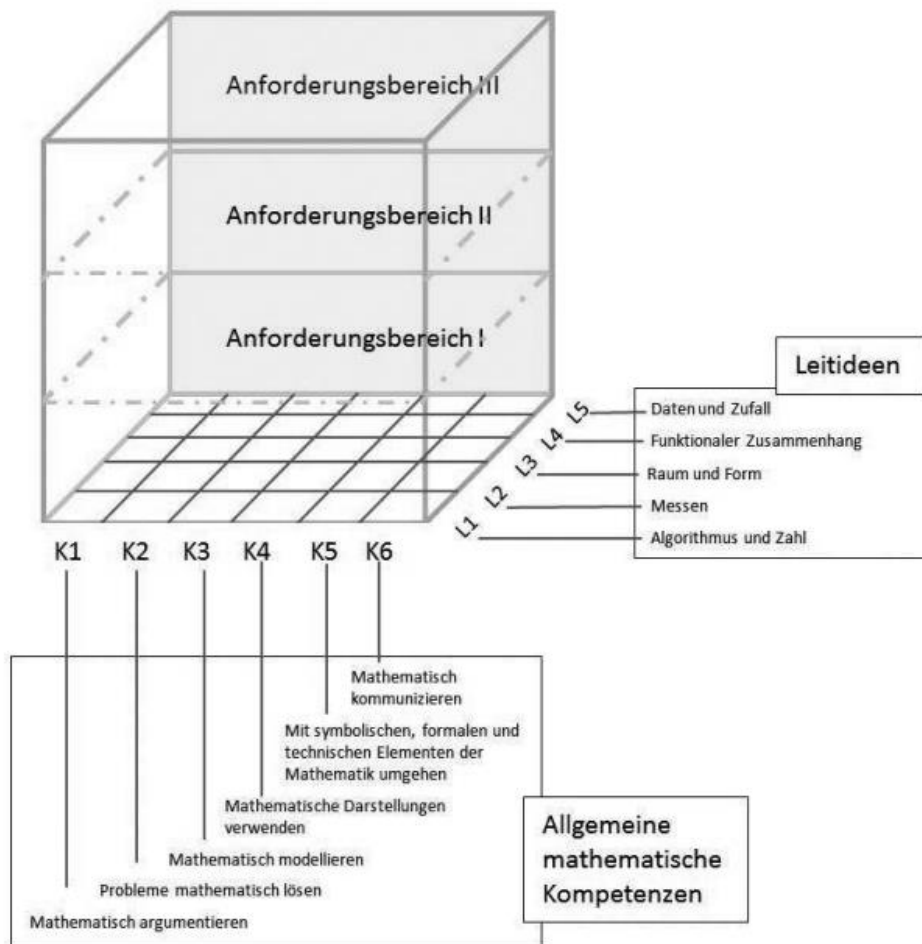 Anforderungsbereich III
Anforderungsbereich II
Anforderungsbereich I
Leitideen
L5
Daten und Zufall
L4
Funktionaler Zusammenhang
L3
Raum und Form
L2
Messen
L1
Algorithmus und Zahl
K1 K2 K3 K4 K5 K6
Mathematisch
kommunizieren
Mit symbolischen, formalen und
technischen Elementen der
Mathematik umgehen
Mathematische Darstellungen
verwenden
Mathematisch modellieren
Probleme mathematisch lösen
Mathematisch argumentieren
Allgemeine
mathematische
Kompetenzen